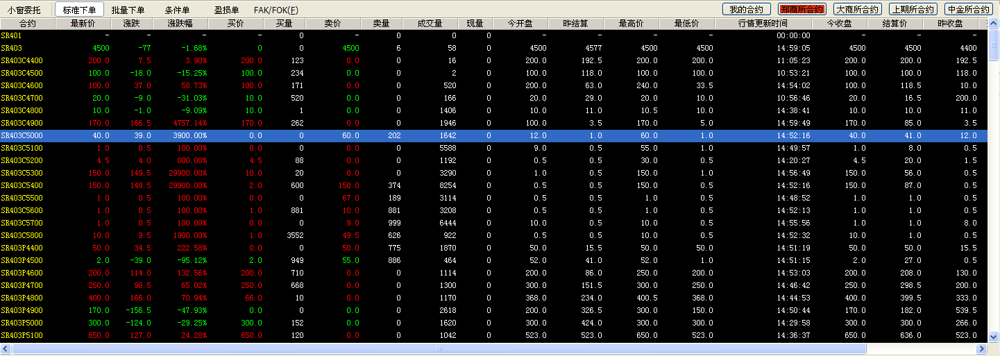 小窗委托 标准下单 批量下单 条件单 盈损单 FAK/FOK(F) 我的合约 郑商所合约 大商所合约 上期所合约 中金所合约
合约 最新价 涨跌 涨跌幅 买价 买量 卖价 卖量 成交量 现量 今开盘 昨结算 最高价 最低价 行情更新时间 今收盘 结算价 昨收盘
SR401 - - - - 0 - 0 0 0 - - - - 00:00:00 - - -
SR403 4500 -77 -1.68% 0 0 4500 6 58 0 4500 4577 4500 4500 14:59:05 4500 4500 4400
SR403C4400 200.0 7.5 3.90% 200.0 123 0.0 0 16 0 200.0 192.5 200.0 200.0 11:05:23 200.0 200.0 192.5
SR403C4500 100.0 -18.0 -15.25% 100.0 234 0.0 0 2 0 100.0 118.0 100.0 100.0 10:53:21 100.0 100.0 118.0
SR403C4600 100.0 37.0 58.73% 100.0 171 0.0 0 520 0 200.0 63.0 240.0 33.5 14:54:02 100.0 118.5 10.0
SR403C4700 20.0 -9.0 -31.03% 10.0 520 0.0 0 166 0 20.0 29.0 20.0 10.0 10:56:46 20.0 16.5 200.0
SR403C4800 10.0 -1.0 -9.09% 10.0 1 0.0 0 1406 0 10.0 11.0 10.5 10.0 14:38:41 10.0 10.0 11.0
SR403C4900 170.0 166.5 4757.14% 170.0 262 0.0 0 1946 0 100.0 3.5 170.0 5.0 14:59:49 170.0 85.0 3.5
SR403C5000 40.0 39.0 3900.00% 0.0 0 60.0 202 1642 0 12.0 1.0 60.0 1.0 14:52:16 40.0 41.0 12.0
SR403C5100 1.0 0.5 100.00% 0.0 0 0.0 0 5588 0 9.0 0.5 55.0 1.0 14:49:57 1.0 8.0 0.5
SR403C5200 4.5 4.0 800.00% 4.5 88 0.0 0 1192 0 0.5 0.5 30.0 0.5 14:20:27 4.5 20.0 1.5
SR403C5300 150.0 149.5 29900.00% 10.0 20 0.0 0 3290 0 1.0 0.5 150.0 1.0 14:56:49 150.0 56.0 0.5
SR403C5400 150.0 149.5 29900.00% 2.0 600 150.0 374 8254 0 0.5 0.5 150.0 0.5 14:52:16 150.0 87.0 0.5
SR403C5500 1.0 0.5 100.00% 0.0 0 67.0 189 3114 0 0.5 0.5 1.0 0.5 14:48:52 1.0 1.0 0.5
SR403C5600 1.0 0.5 100.00% 1.0 881 10.0 881 3208 0 0.5 0.5 1.0 0.5 14:52:13 1.0 1.0 0.5
SR403C5700 1.0 0.5 100.00% 0.0 0 9.0 999 6444 0 10.0 0.5 10.0 0.5 14:55:56 1.0 1.0 8.0
SR403C5800 10.0 9.5 1900.00% 1.0 3552 49.5 626 922 0 0.5 0.5 10.0 0.5 14:52:32 10.0 1.0 0.5
SR403P4400 50.0 34.5 222.58% 0.0 0 50.0 775 1870 0 50.0 15.5 50.0 50.0 14:51:19 50.0 50.0 15.5
SR403P4500 2.0 -39.0 -95.12% 2.0 949 55.0 886 464 0 52.0 41.0 52.0 1.0 14:51:15 2.0 27.0 0.5
SR403P4600 200.0 114.0 132.56% 200.0 710 0.0 0 1114 0 200.0 86.0 250.0 200.0 14:53:03 200.0 208.0 130.0
SR403P4700 250.0 98.5 65.02% 250.0 668 0.0 0 1300 0 300.0 151.5 300.0 250.0 14:46:42 250.0 298.5 200.0
SR403P4800 400.0 166.0 70.94% 66.0 10 0.0 0 1170 0 368.0 234.0 400.5 368.0 14:44:53 400.0 399.5 333.0
SR403P4900 170.0 -156.5 -47.93% 0.0 0 0.0 0 2618 0 200.0 326.5 300.0 150.0 14:50:44 170.0 182.0 539.5
SR403P5000 300.0 -124.0 -29.25% 300.0 152 0.0 0 1620 0 300.0 424.0 300.0 300.0 14:29:58 300.0 300.0 266.0
SR403P5100 650.0 127.0 24.28% 650.0 120 0.0 0 1042 0 523.0 523.0 650.0 523.0 14:36:37 650.0 636.0 523.0